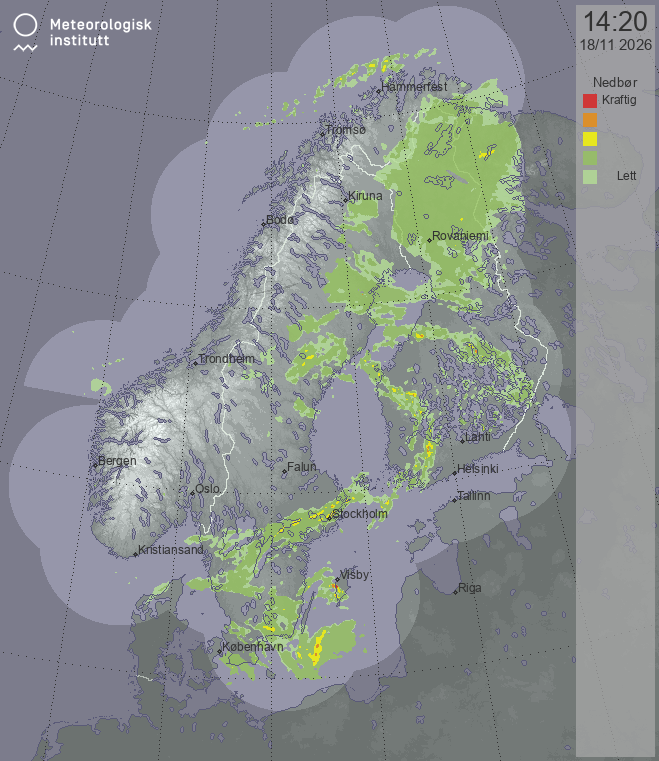 Meteorologisk
institutt
14:20
18/11 2026
Nedbør
Kraftig
Lett
Hammerfest
Tromsø
Kiruna
Bodø
Rovaniemi
Trondheim
Lahti
Bergen
Falun
Helsinki
Oslo
Tallinn
Stockholm
Kristiansand
Visby
Riga
København